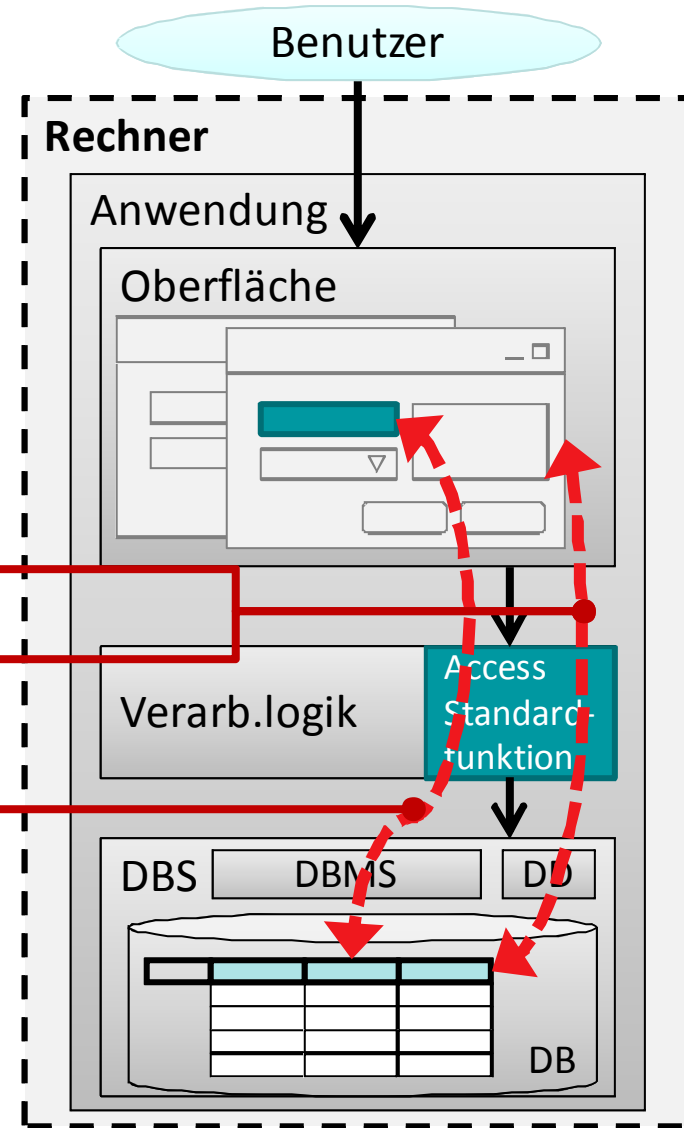 Benutzer
Rechner
Anwendung
Oberfläche
Verarb.logik
Access
Standard-
funktion
DBS
DBMS
DD
DB